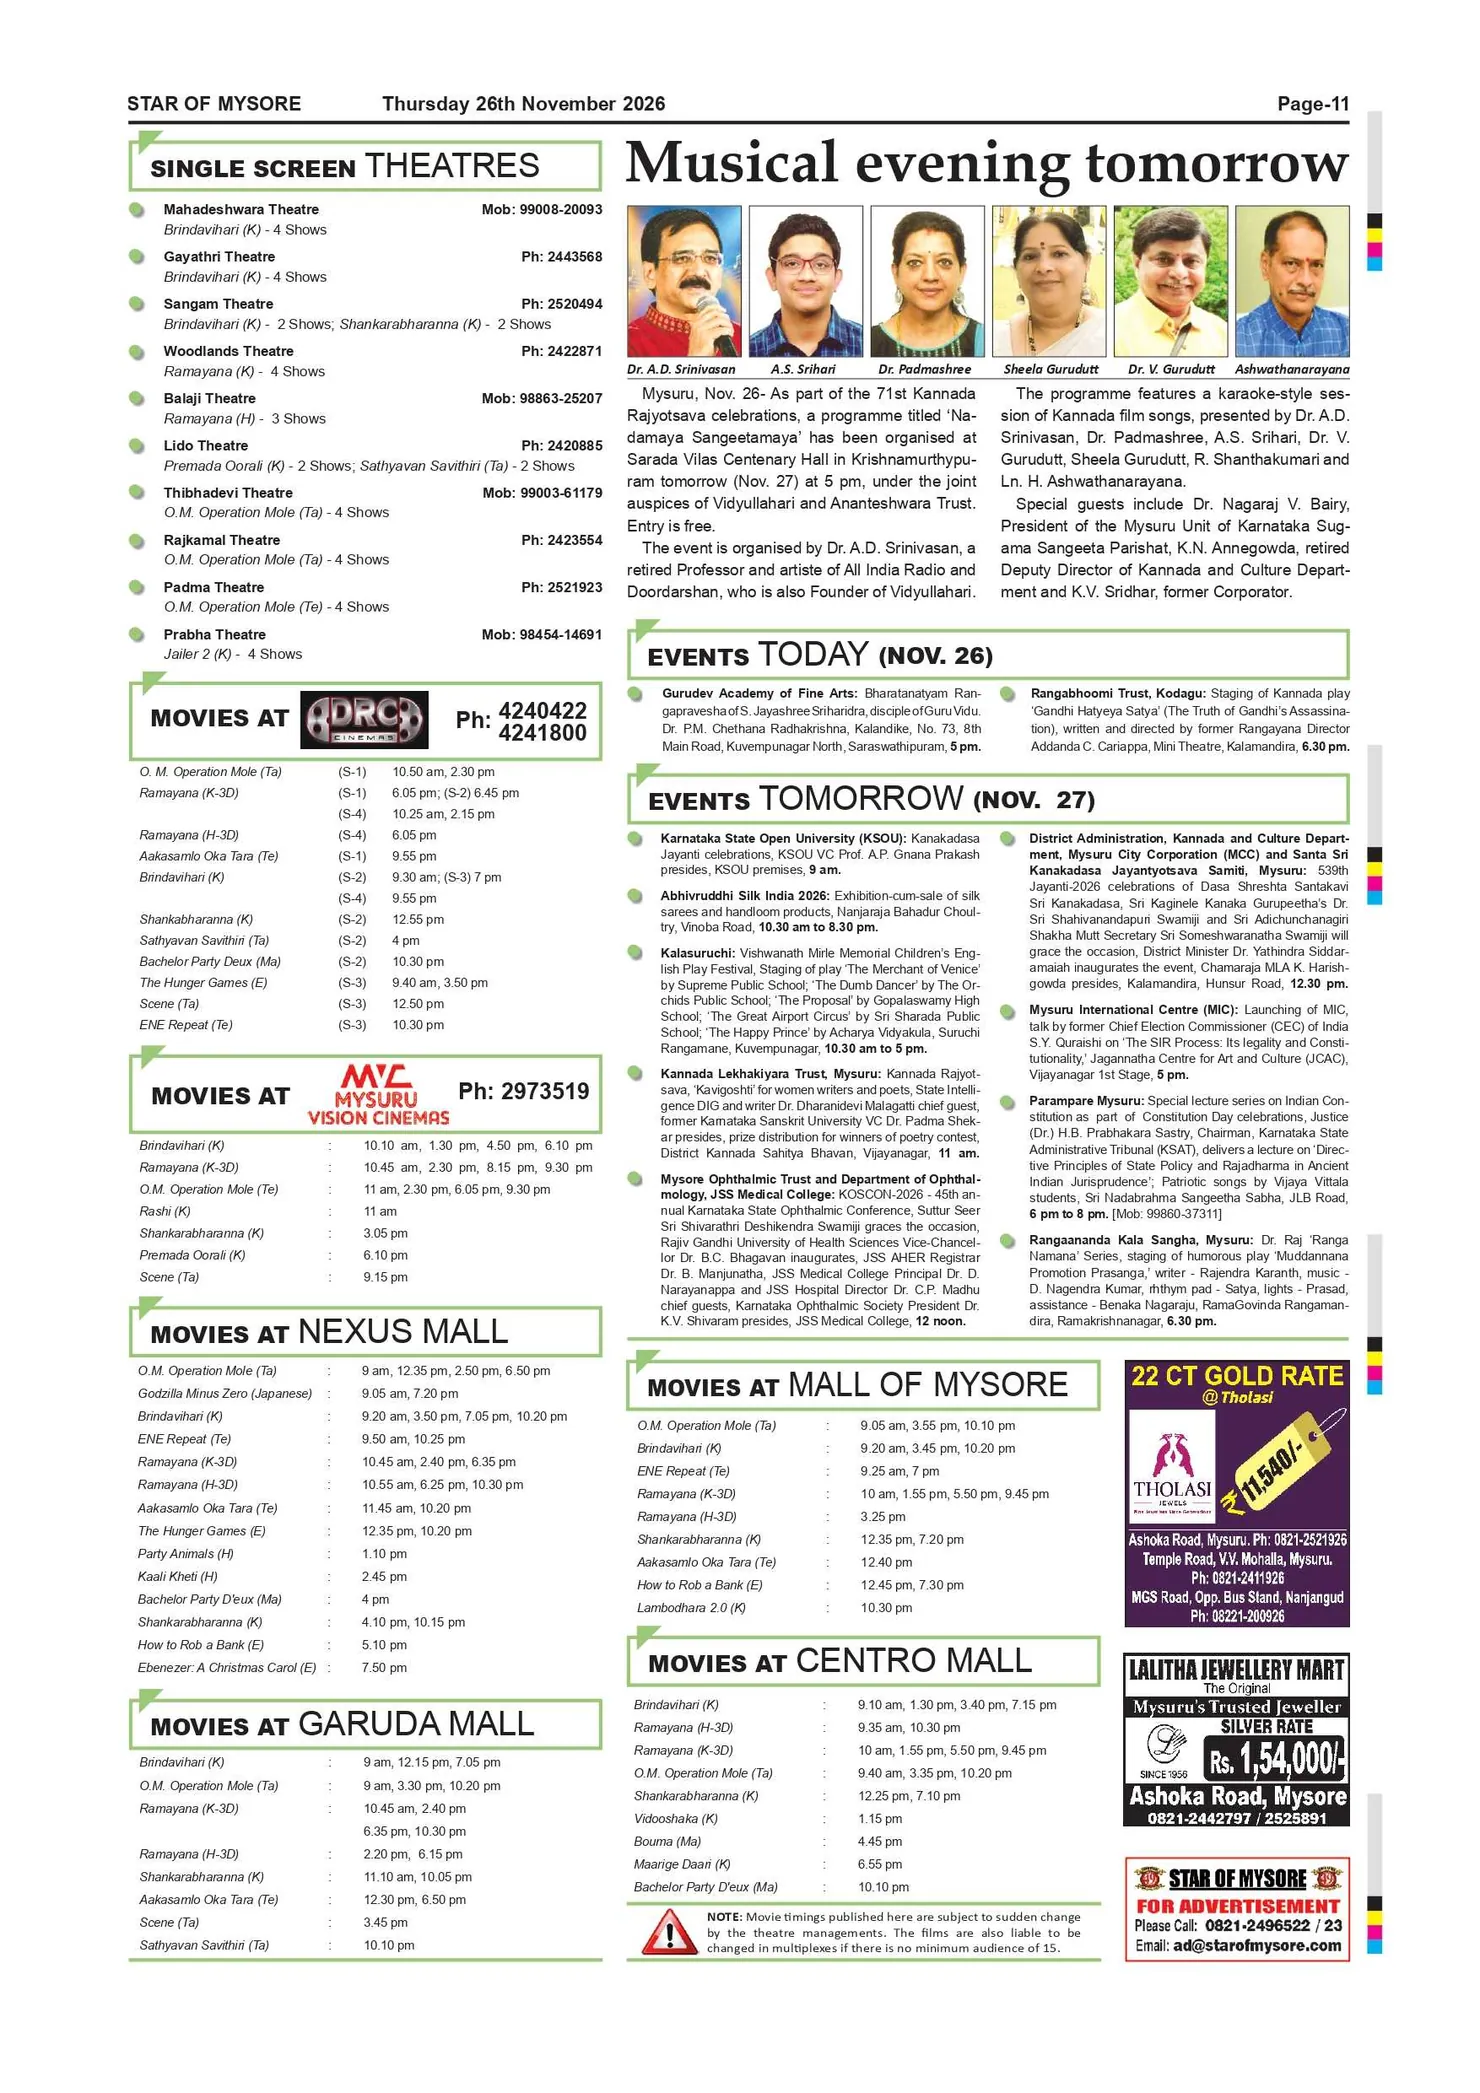 STAR OF MYSORE Thursday 26th November 2026 Page-11
SINGLE SCREEN THEATRES
Mahadeshwara Theatre Mob: 99008-20093
Brindavihari (K) - 4 Shows
Gayathri Theatre Ph: 2443568
Brindavihari (K) - 4 Shows
Sangam Theatre Ph: 2520494
Brindavihari (K) - 2 Shows; Shankarabharanna (K) - 2 Shows
Woodlands Theatre Ph: 2422871
Ramayana (K) - 4 Shows
Balaji Theatre Mob: 98863-25207
Ramayana (H) - 3 Shows
Lido Theatre Ph: 2420885
Premada Oorali (K) - 2 Shows; Sathyavan Savithiri (Ta) - 2 Shows
Thibhadevi Theatre Mob: 99003-61179
O.M. Operation Mole (Ta) - 4 Shows
Rajkamal Theatre Ph: 2423554
O.M. Operation Mole (Ta) - 4 Shows
Padma Theatre Ph: 2521923
O.M. Operation Mole (Te) - 4 Shows
Prabha Theatre Mob: 98454-14691
Jailer 2 (K) - 4 Shows
MOVIES AT DRC CINEMAS Ph: 4240422
4241800
O. M. Operation Mole (Ta) (S-1) 10.50 am, 2.30 pm
Ramayana (K-3D) (S-1) 6.05 pm; (S-2) 6.45 pm
(S-4) 10.25 am, 2.15 pm
Ramayana (H-3D) (S-4) 6.05 pm
Aakasamlo Oka Tara (Te) (S-1) 9.55 pm
Brindavihari (K) (S-2) 9.30 am; (S-3) 7 pm
(S-4) 9.55 pm
Shankabharanna (K) (S-2) 12.55 pm
Sathyavan Savithiri (Ta) (S-2) 4 pm
Bachelor Party Deux (Ma) (S-2) 10.30 pm
The Hunger Games (E) (S-3) 9.40 am, 3.50 pm
Scene (Ta) (S-3) 12.50 pm
ENE Repeat (Te) (S-3) 10.30 pm
MOVIES AT MVC MYSURU VISION CINEMAS Ph: 2973519
Brindavihari (K) : 10.10 am, 1.30 pm, 4.50 pm, 6.10 pm
Ramayana (K-3D) : 10.45 am, 2.30 pm, 8.15 pm, 9.30 pm
O.M. Operation Mole (Te) : 11 am, 2.30 pm, 6.05 pm, 9.30 pm
Rashi (K) : 11 am
Shankarabharanna (K) : 3.05 pm
Premada Oorali (K) : 6.10 pm
Scene (Ta) : 9.15 pm
MOVIES AT NEXUS MALL
O.M. Operation Mole (Ta) : 9 am, 12.35 pm, 2.50 pm, 6.50 pm
Godzilla Minus Zero (Japanese) : 9.05 am, 7.20 pm
Brindavihari (K) : 9.20 am, 3.50 pm, 7.05 pm, 10.20 pm
ENE Repeat (Te) : 9.50 am, 10.25 pm
Ramayana (K-3D) : 10.45 am, 2.40 pm, 6.35 pm
Ramayana (H-3D) : 10.55 am, 6.25 pm, 10.30 pm
Aakasamlo Oka Tara (Te) : 11.45 am, 10.20 pm
The Hunger Games (E) : 12.35 pm, 10.20 pm
Party Animals (H) : 1.10 pm
Kaali Kheti (H) : 2.45 pm
Bachelor Party D'eux (Ma) : 4 pm
Shankarabharanna (K) : 4.10 pm, 10.15 pm
How to Rob a Bank (E) : 5.10 pm
Ebenezer: A Christmas Carol (E) : 7.50 pm
MOVIES AT GARUDA MALL
Brindavihari (K) : 9 am, 12.15 pm, 7.05 pm
O.M. Operation Mole (Ta) : 9 am, 3.30 pm, 10.20 pm
Ramayana (K-3D) : 10.45 am, 2.40 pm
6.35 pm, 10.30 pm
Ramayana (H-3D) : 2.20 pm, 6.15 pm
Shankarabharanna (K) : 11.10 am, 10.05 pm
Aakasamlo Oka Tara (Te) : 12.30 pm, 6.50 pm
Scene (Ta) : 3.45 pm
Sathyavan Savithiri (Ta) : 10.10 pm
Musical evening tomorrow
Dr. A.D. Srinivasan A.S. Srihari Dr. Padmashree Sheela Gurudutt Dr. V. Gurudutt Ashwathanarayana
Mysuru, Nov. 26- As part of the 71st Kannada
Rajyotsava celebrations, a programme titled ‘Na-
damaya Sangeetamaya’ has been organised at
Sarada Vilas Centenary Hall in Krishnamurthypu-
ram tomorrow (Nov. 27) at 5 pm, under the joint
auspices of Vidyullahari and Ananteshwara Trust.
Entry is free.
The event is organised by Dr. A.D. Srinivasan, a
retired Professor and artiste of All India Radio and
Doordarshan, who is also Founder of Vidyullahari.
The programme features a karaoke-style ses-
sion of Kannada film songs, presented by Dr. A.D.
Srinivasan, Dr. Padmashree, A.S. Srihari, Dr. V.
Gurudutt, Sheela Gurudutt, R. Shanthakumari and
Ln. H. Ashwathanarayana.
Special guests include Dr. Nagaraj V. Bairy,
President of the Mysuru Unit of Karnataka Sug-
ama Sangeeta Parishat, K.N. Annegowda, retired
Deputy Director of Kannada and Culture Depart-
ment and K.V. Sridhar, former Corporator.
EVENTS TODAY (NOV. 26)
Gurudev Academy of Fine Arts: Bharatanatyam Ran-
gapravesha of S. Jayashree Sriharidra, disciple of Guru Vidu.
Dr. P.M. Chethana Radhakrishna, Kalandike, No. 73, 8th
Main Road, Kuvempunagar North, Saraswathipuram, 5 pm.
Rangabhoomi Trust, Kodagu: Staging of Kannada play
‘Gandhi Hatyeya Satya’ (The Truth of Gandhi’s Assassina-
tion), written and directed by former Rangayana Director
Addanda C. Cariappa, Mini Theatre, Kalamandira, 6.30 pm.
EVENTS TOMORROW (NOV. 27)
Karnataka State Open University (KSOU): Kanakadasa
Jayanti celebrations, KSOU VC Prof. A.P. Gnana Prakash
presides, KSOU premises, 9 am.
Abhivruddhi Silk India 2026: Exhibition-cum-sale of silk
sarees and handloom products, Nanjaraja Bahadur Choul-
try, Vinoba Road, 10.30 am to 8.30 pm.
Kalasuruchi: Vishwanath Mirle Memorial Children’s Eng-
lish Play Festival, Staging of play ‘The Merchant of Venice’
by Supreme Public School; ‘The Dumb Dancer’ by The Or-
chids Public School; ‘The Proposal’ by Gopalaswamy High
School; ‘The Great Airport Circus’ by Sri Sharada Public
School; ‘The Happy Prince’ by Acharya Vidyakula, Suruchi
Rangamane, Kuvempunagar, 10.30 am to 5 pm.
Kannada Lekhakiyara Trust, Mysuru: Kannada Rajyot-
sava, ‘Kavigoshti’ for women writers and poets, State Intelli-
gence DIG and writer Dr. Dharanidevi Malagatti chief guest,
former Karnataka Sanskrit University VC Dr. Padma Shek-
ar presides, prize distribution for winners of poetry contest,
District Kannada Sahitya Bhavan, Vijayanagar, 11 am.
Mysore Ophthalmic Trust and Department of Ophthal-
mology, JSS Medical College: KOSCON-2026 - 45th an-
nual Karnataka State Ophthalmic Conference, Suttur Seer
Sri Shivarathri Deshikendra Swamiji graces the occasion,
Rajiv Gandhi University of Health Sciences Vice-Chancel-
lor Dr. B.C. Bhagavan inaugurates, JSS AHER Registrar
Dr. B. Manjunatha, JSS Medical College Principal Dr. D.
Narayanappa and JSS Hospital Director Dr. C.P. Madhu
chief guests, Karnataka Ophthalmic Society President Dr.
K.V. Shivaram presides, JSS Medical College, 12 noon.
District Administration, Kannada and Culture Depart-
ment, Mysuru City Corporation (MCC) and Santa Sri
Kanakadasa Jayantyotsava Samiti, Mysuru: 539th
Jayanti-2026 celebrations of Dasa Shreshta Santakavi
Sri Kanakadasa, Sri Kaginele Kanaka Gurupeetha’s Dr.
Sri Shahivanandapuri Swamiji and Sri Adichunchanagiri
Shakha Mutt Secretary Sri Someshwaranatha Swamiji will
grace the occasion, District Minister Dr. Yathindra Siddar-
amaiah inaugurates the event, Chamaraja MLA K. Harish-
gowda presides, Kalamandira, Hunsur Road, 12.30 pm.
Mysuru International Centre (MIC): Launching of MIC,
talk by former Chief Election Commissioner (CEC) of India
S.Y. Quraishi on ‘The SIR Process: Its legality and Consti-
tutionality,’ Jagannatha Centre for Art and Culture (JCAC),
Vijayanagar 1st Stage, 5 pm.
Parampare Mysuru: Special lecture series on Indian Con-
stitution as part of Constitution Day celebrations, Justice
(Dr.) H.B. Prabhakara Sastry, Chairman, Karnataka State
Administrative Tribunal (KSAT), delivers a lecture on ‘Direc-
tive Principles of State Policy and Rajadharma in Ancient
Indian Jurisprudence’; Patriotic songs by Vijaya Vittala
students, Sri Nadabrahma Sangeetha Sabha, JLB Road,
6 pm to 8 pm. [Mob: 99860-37311]
Rangaananda Kala Sangha, Mysuru: Dr. Raj ‘Ranga
Namana’ Series, staging of humorous play ‘Muddannana
Promotion Prasanga,’ writer - Rajendra Karanth, music -
D. Nagendra Kumar, rhthym pad - Satya, lights - Prasad,
assistance - Benaka Nagaraju, RamaGovinda Rangaman-
dira, Ramakrishnanagar, 6.30 pm.
MOVIES AT MALL OF MYSORE
O.M. Operation Mole (Ta) : 9.05 am, 3.55 pm, 10.10 pm
Brindavihari (K) : 9.20 am, 3.45 pm, 10.20 pm
ENE Repeat (Te) : 9.25 am, 7 pm
Ramayana (K-3D) : 10 am, 1.55 pm, 5.50 pm, 9.45 pm
Ramayana (H-3D) : 3.25 pm
Shankarabharanna (K) : 12.35 pm, 7.20 pm
Aakasamlo Oka Tara (Te) : 12.40 pm
How to Rob a Bank (E) : 12.45 pm, 7.30 pm
Lambodhara 2.0 (K) : 10.30 pm
MOVIES AT CENTRO MALL
Brindavihari (K) : 9.10 am, 1.30 pm, 3.40 pm, 7.15 pm
Ramayana (H-3D) : 9.35 am, 10.30 pm
Ramayana (K-3D) : 10 am, 1.55 pm, 5.50 pm, 9.45 pm
O.M. Operation Mole (Ta) : 9.40 am, 3.35 pm, 10.20 pm
Shankarabharanna (K) : 12.25 pm, 7.10 pm
Vidooshaka (K) : 1.15 pm
Bouma (Ma) : 4.45 pm
Maarige Daari (K) : 6.55 pm
Bachelor Party D'eux (Ma) : 10.10 pm
NOTE: Movie timings published here are subject to sudden change
by the theatre managements. The films are also liable to be
changed in multiplexes if there is no minimum audience of 15.
22 CT GOLD RATE
@ Tholasi
THOLASI
JEWELS
₹ 11,540/-
Ashoka Road, Mysuru. Ph: 0821-2521926
Temple Road, V.V. Mohalla, Mysuru.
Ph: 0821-2411926
MGS Road, Opp. Bus Stand, Nanjangud
Ph: 08221-200926
LALITHA JEWELLERY MART
The Original
Mysuru's Trusted Jeweller
SINCE 1956
SILVER RATE
Rs. 1,54,000/-
Ashoka Road, Mysore
0821-2442797 / 2525891
STAR OF MYSORE
FOR ADVERTISEMENT
Please Call: 0821-2496522 / 23
Email: ad@starofmysore.com